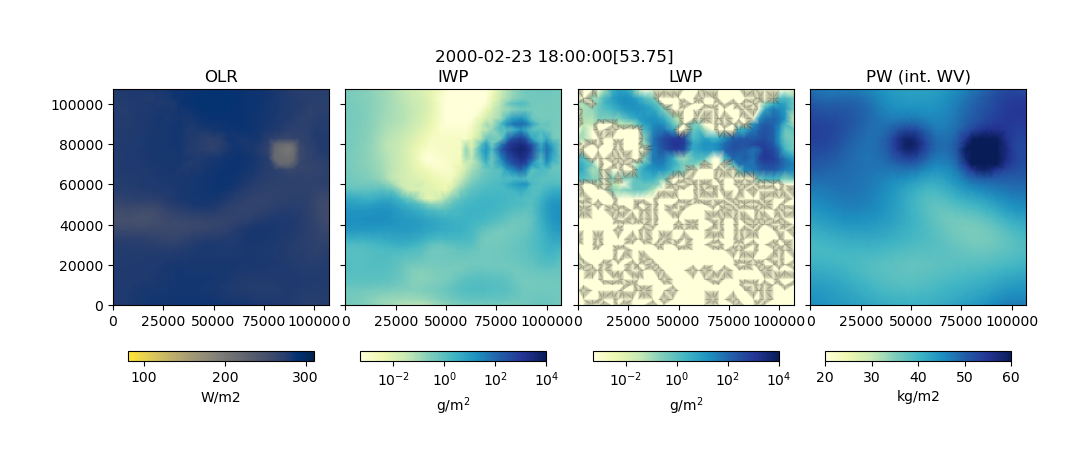 2000-02-23 18:00:00[53.75]
OLR IWP LWP PW (int. WV)
100000
80000
60000
40000
20000
0
0 25000 50000 75000 100000 0 25000 50000 75000 100000 0 25000 50000 75000 100000 0 25000 50000 75000 100000
100 200 300 10⁻² 10⁰ 10² 10⁴ 10⁻² 10⁰ 10² 10⁴ 20 30 40 50 60
W/m2 g/m² g/m² kg/m2